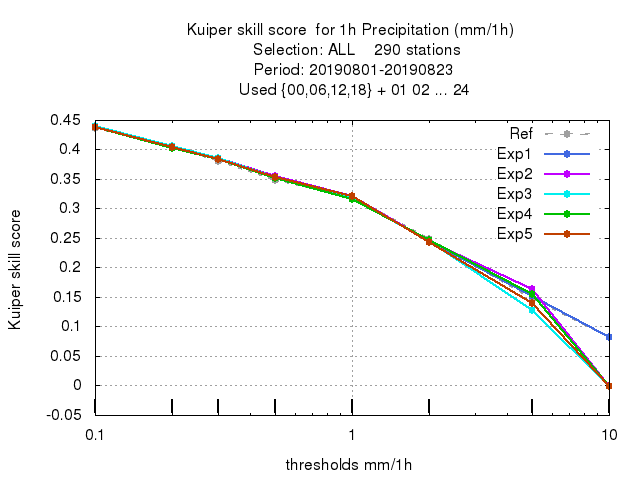 Kuiper skill score  for 1h Precipitation (mm/1h)
Selection: ALL    290 stations
Period: 20190801-20190823
Used {00,06,12,18} + 01 02 ... 24
0.45
0.4
0.35
0.3
0.25
0.2
0.15
0.1
0.05
0
-0.05
Kuiper skill score
Ref
Exp1
Exp2
Exp3
Exp4
Exp5
0.1 1 10
thresholds mm/1h